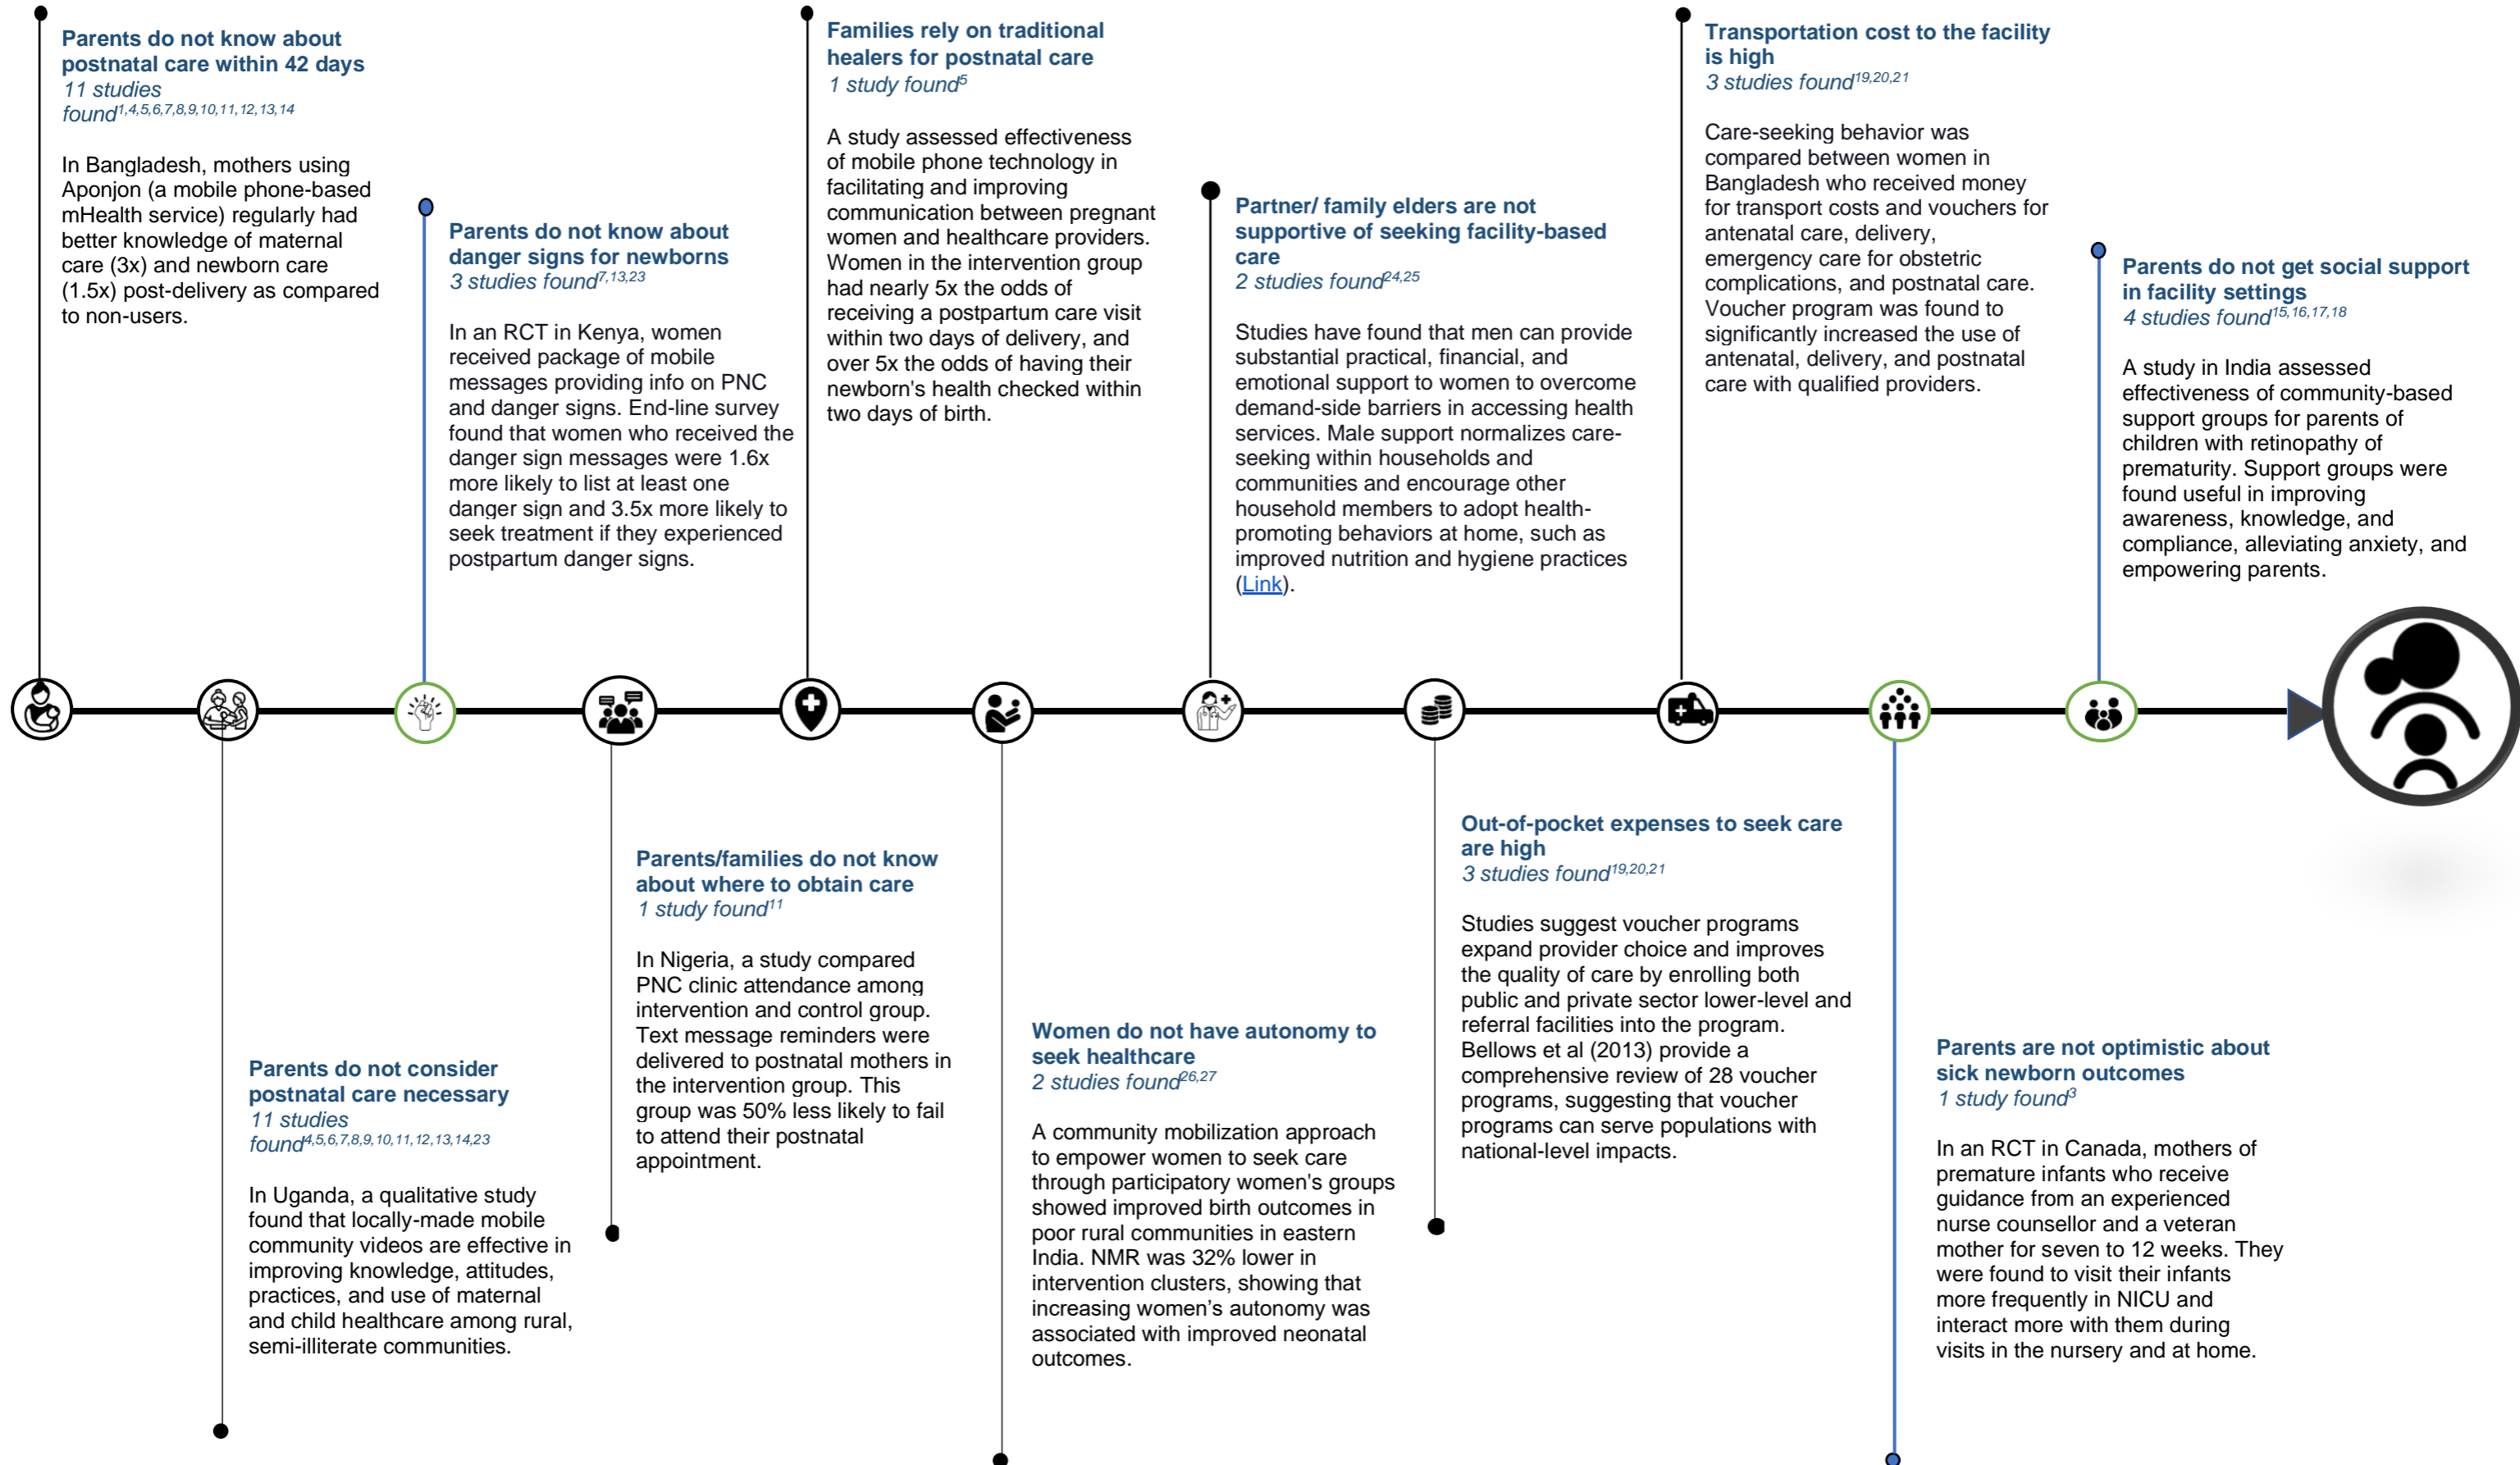 Parents do not know about
postnatal care within 42 days
11 studies
found1,4,5,6,7,8,9,10,11,12,13,14
In Bangladesh, mothers using
Aponjon (a mobile phone-based
mHealth service) regularly had
better knowledge of maternal
care (3x) and newborn care
(1.5x) post-delivery as compared
to non-users.
Parents do not know about
danger signs for newborns
3 studies found7,13,23
In an RCT in Kenya, women
received package of mobile
messages providing info on PNC
and danger signs. End-line survey
found that women who received the
danger sign messages were 1.6x
more likely to list at least one
danger sign and 3.5x more likely to
seek treatment if they experienced
postpartum danger signs.
Families rely on traditional
healers for postnatal care
1 study found5
A study assessed effectiveness
of mobile phone technology in
facilitating and improving
communication between pregnant
women and healthcare providers.
Women in the intervention group
had nearly 5x the odds of
receiving a postpartum care visit
within two days of delivery, and
over 5x the odds of having their
newborn's health checked within
two days of birth.
Partner/ family elders are not
supportive of seeking facility-based
care
2 studies found24,25
Studies have found that men can provide
substantial practical, financial, and
emotional support to women to overcome
demand-side barriers in accessing health
services. Male support normalizes care-
seeking within households and
communities and encourage other
household members to adopt health-
promoting behaviors at home, such as
improved nutrition and hygiene practices
(Link).
Transportation cost to the facility
is high
3 studies found19,20,21
Care-seeking behavior was
compared between women in
Bangladesh who received money
for transport costs and vouchers for
antenatal care, delivery,
emergency care for obstetric
complications, and postnatal care.
Voucher program was found to
significantly increased the use of
antenatal, delivery, and postnatal
care with qualified providers.
Parents do not get social support
in facility settings
4 studies found15,16,17,18
A study in India assessed
effectiveness of community-based
support groups for parents of
children with retinopathy of
prematurity. Support groups were
found useful in improving
awareness, knowledge, and
compliance, alleviating anxiety, and
empowering parents.
Parents do not consider
postnatal care necessary
11 studies
found4,5,6,7,8,9,10,11,12,13,14,23
In Uganda, a qualitative study
found that locally-made mobile
community videos are effective in
improving knowledge, attitudes,
practices, and use of maternal
and child healthcare among rural,
semi-illiterate communities.
Parents/families do not know
about where to obtain care
1 study found11
In Nigeria, a study compared
PNC clinic attendance among
intervention and control group.
Text message reminders were
delivered to postnatal mothers in
the intervention group. This
group was 50% less likely to fail
to attend their postnatal
appointment.
Women do not have autonomy to
seek healthcare
2 studies found26,27
A community mobilization approach
to empower women to seek care
through participatory women's groups
showed improved birth outcomes in
poor rural communities in eastern
India. NMR was 32% lower in
intervention clusters, showing that
increasing women’s autonomy was
associated with improved neonatal
outcomes.
Out-of-pocket expenses to seek care
are high
3 studies found19,20,21
Studies suggest voucher programs
expand provider choice and improves
the quality of care by enrolling both
public and private sector lower-level and
referral facilities into the program.
Bellows et al (2013) provide a
comprehensive review of 28 voucher
programs, suggesting that voucher
programs can serve populations with
national-level impacts.
Parents are not optimistic about
sick newborn outcomes
1 study found3
In an RCT in Canada, mothers of
premature infants who receive
guidance from an experienced
nurse counsellor and a veteran
mother for seven to 12 weeks. They
were found to visit their infants
more frequently in NICU and
interact more with them during
visits in the nursery and at home.